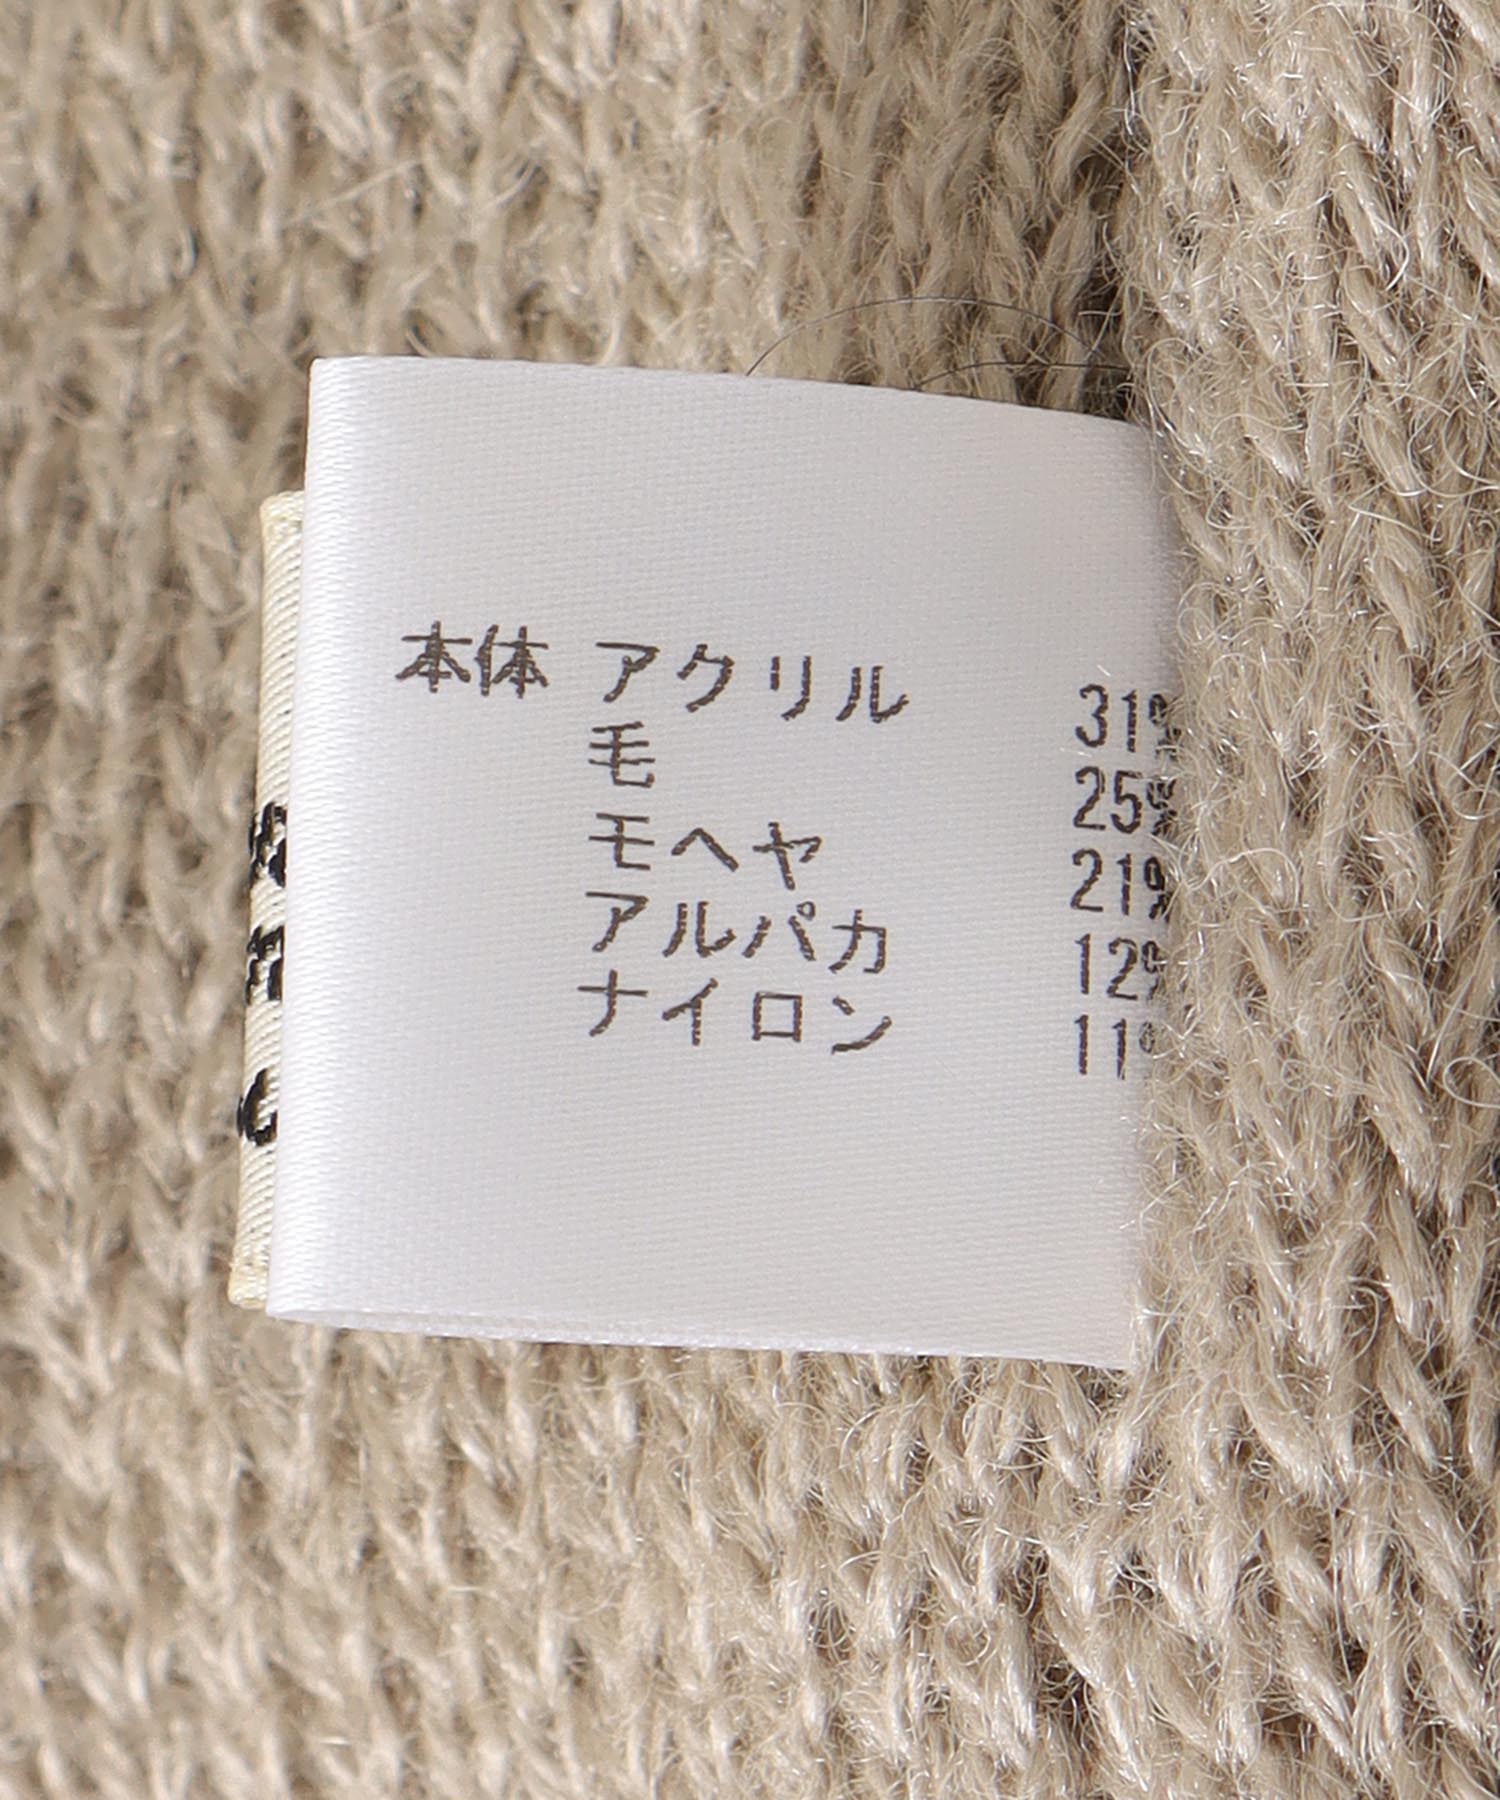 本体 アクリル 31%
毛 25%
モヘヤ 21%
アルパカ 12%
ナイロン 11%